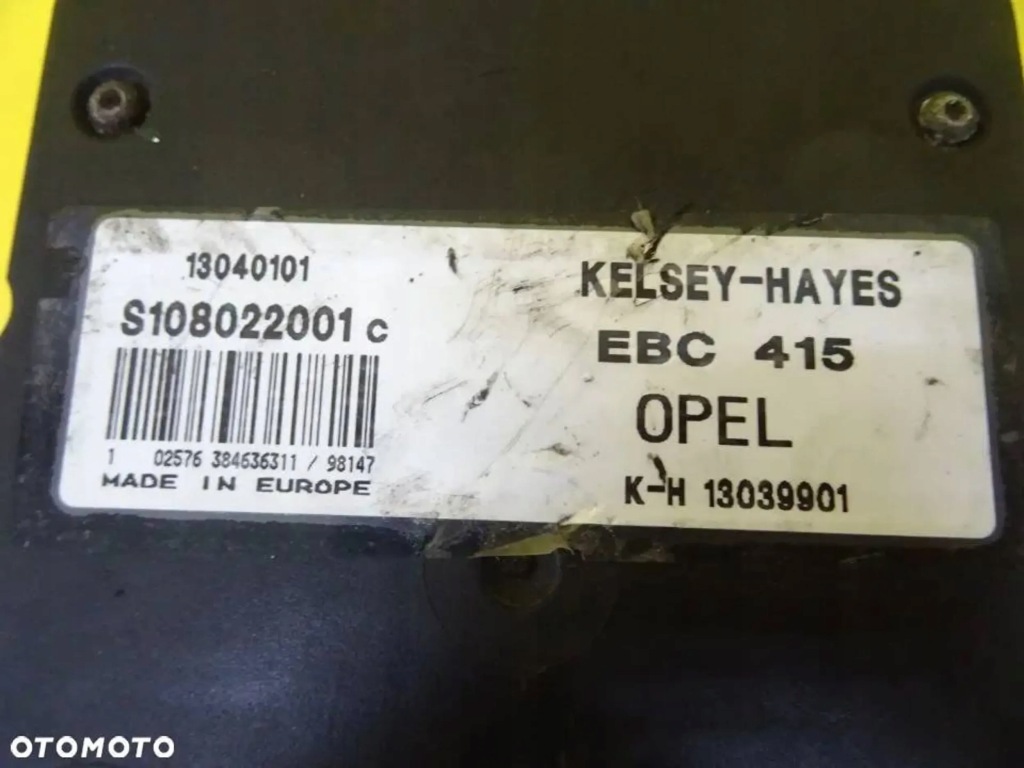 13040101
S108022001 c
1 02576 384636311 / 98147
MADE IN EUROPE
KELSEY-HAYES
EBC 415
OPEL
K-H 13039901
OTOMOTO